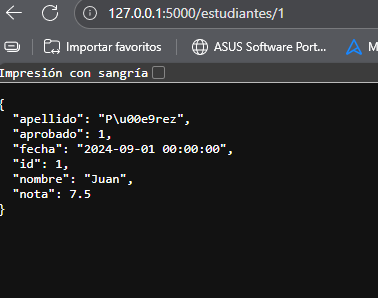 127.0.0.1:5000/estudiantes/1
Importar favoritos
ASUS Software Port...
M
Impresión con sangría
{
  "apellido": "P\u00e9rez",
  "aprobado": 1,
  "fecha": "2024-09-01 00:00:00",
  "id": 1,
  "nombre": "Juan",
  "nota": 7.5
}